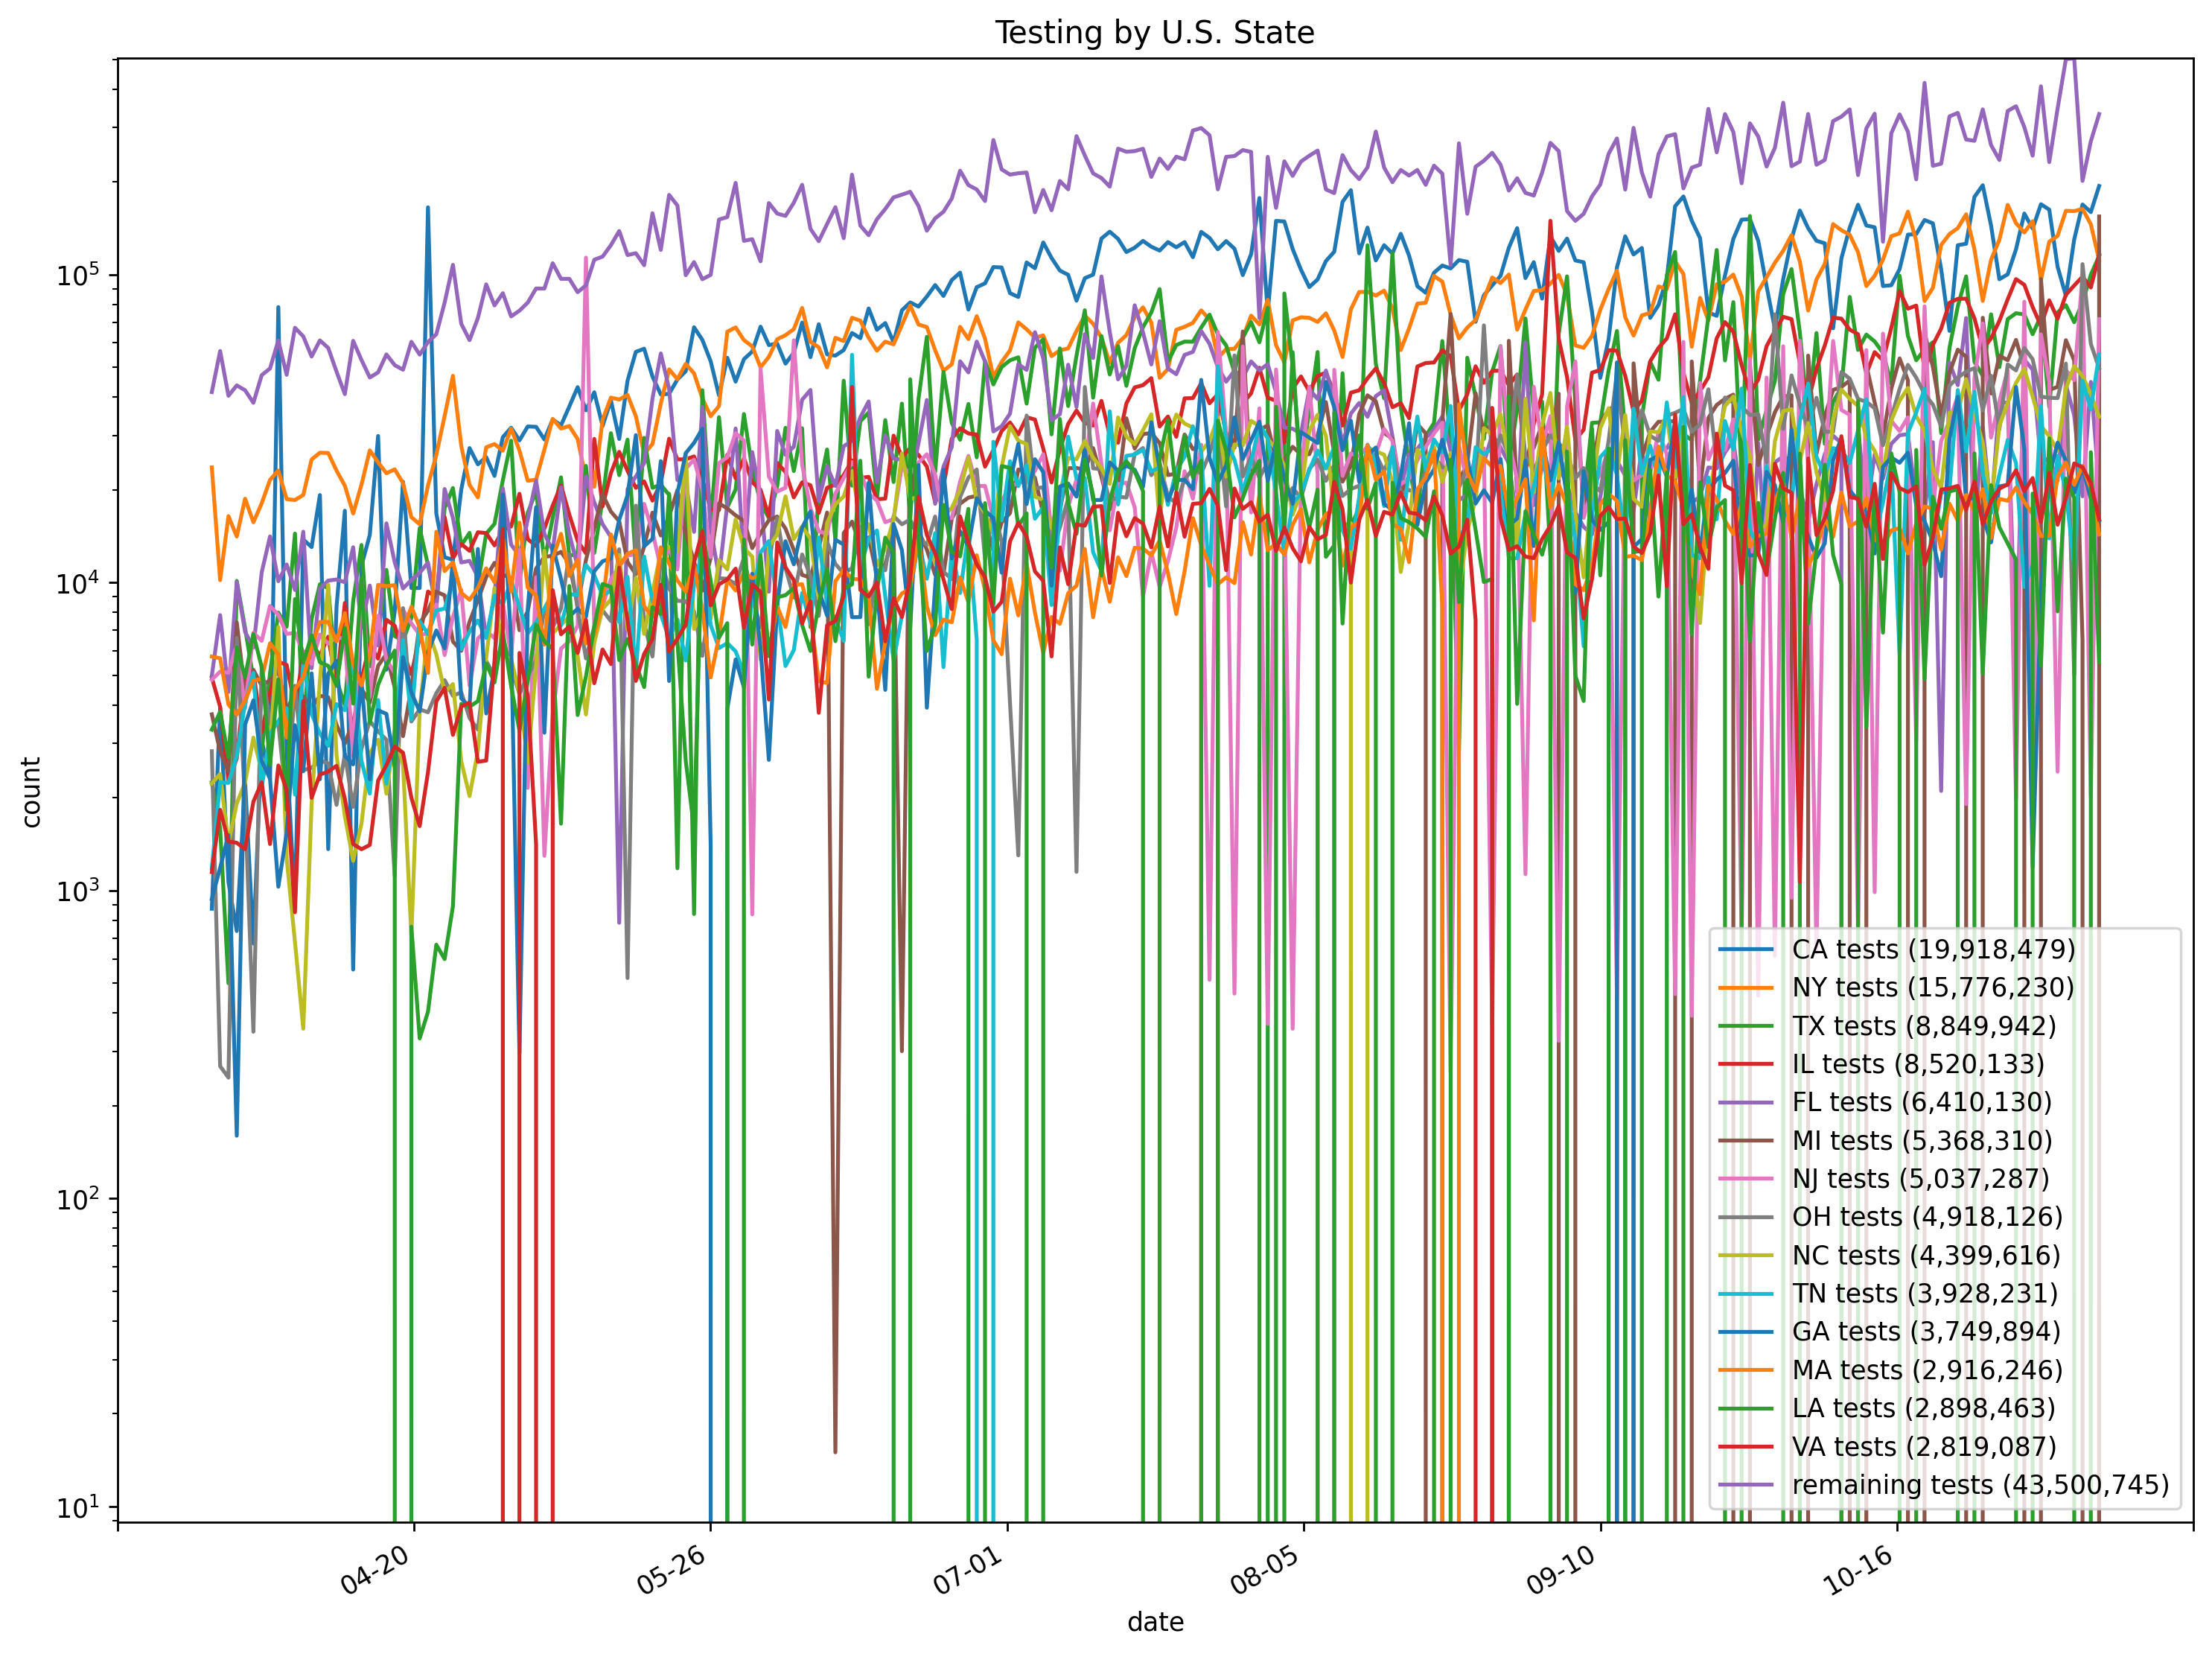 Testing by U.S. State
10^5
10^4
10^3
10^2
10^1
count
04-20
05-26
07-01
08-05
09-10
10-16
date
CA tests (19,918,479)
NY tests (15,776,230)
TX tests (8,849,942)
IL tests (8,520,133)
FL tests (6,410,130)
MI tests (5,368,310)
NJ tests (5,037,287)
OH tests (4,918,126)
NC tests (4,399,616)
TN tests (3,928,231)
GA tests (3,749,894)
MA tests (2,916,246)
LA tests (2,898,463)
VA tests (2,819,087)
remaining tests (43,500,745)